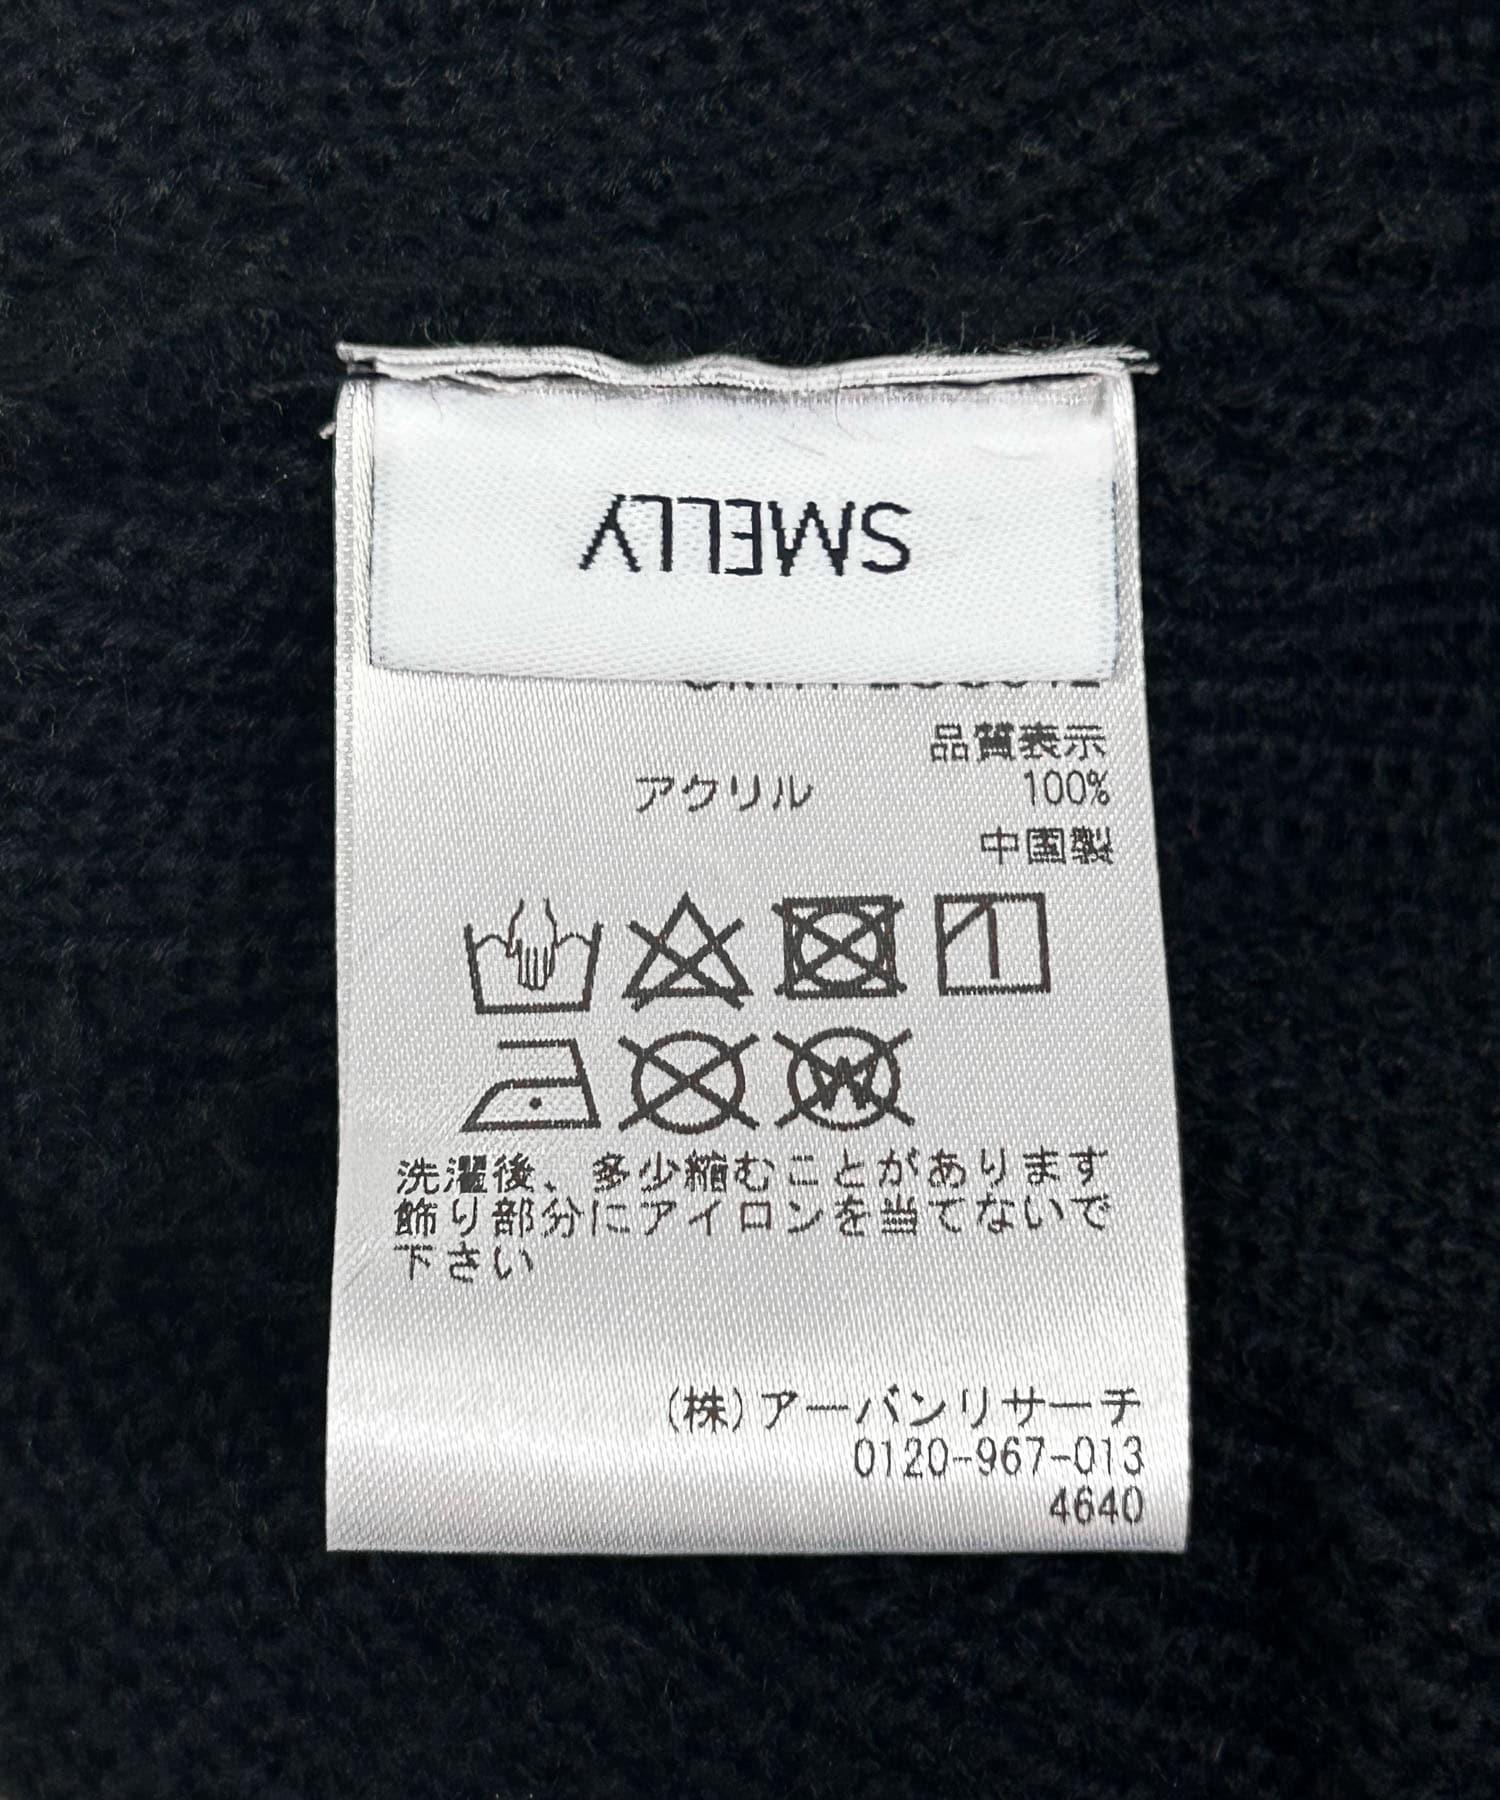 SMELLY
品質表示
アクリル 100%
中国製
洗濯後、多少縮むことがあります
飾り部分にアイロンを当てないで
下さい
(株)アーバンリサーチ
0120-967-013
4640